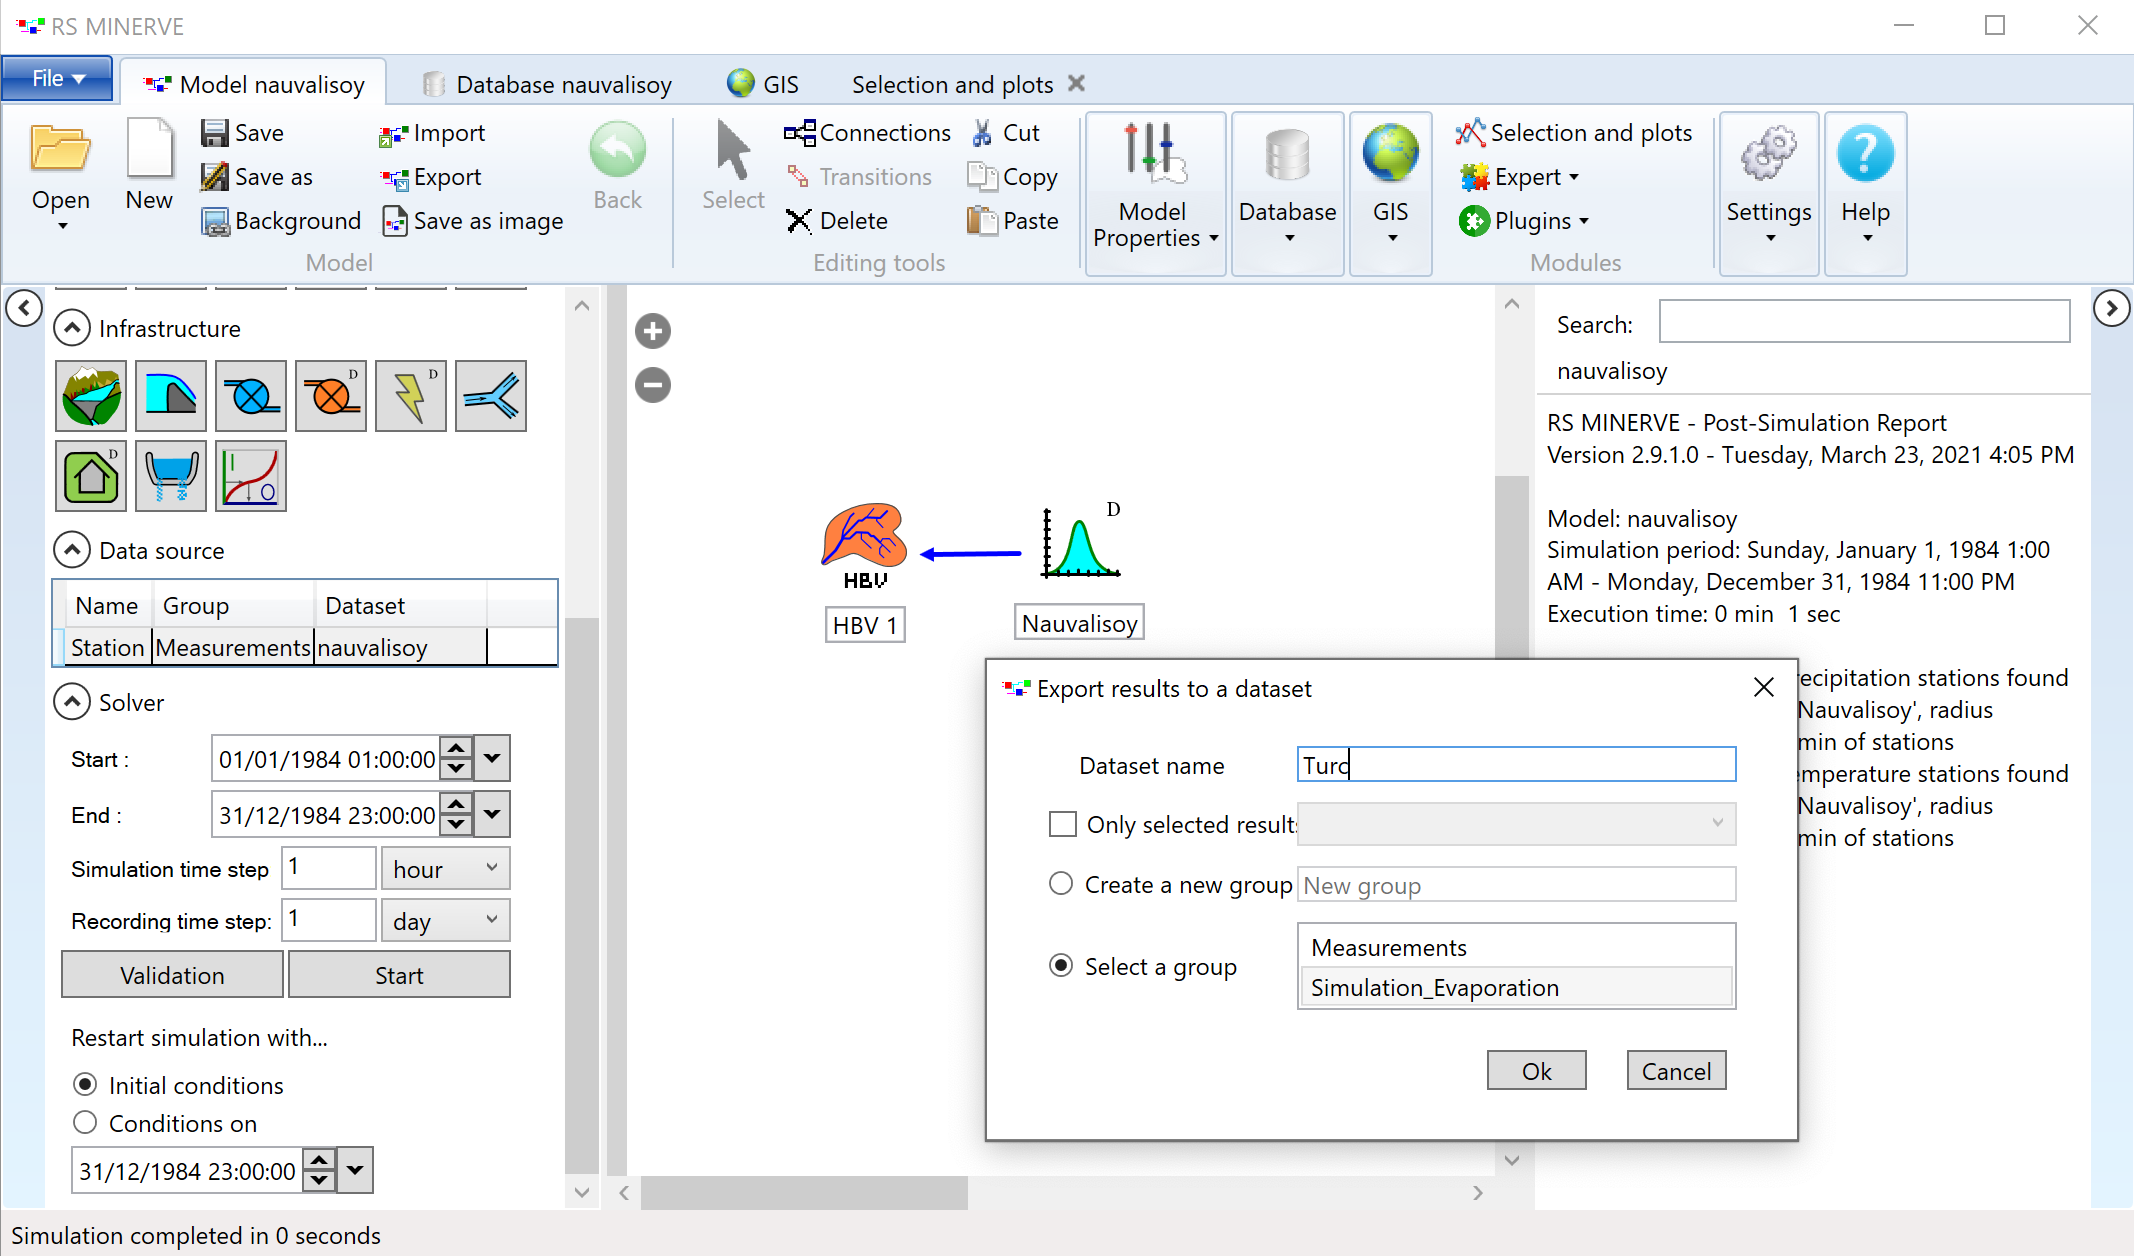 RS MINERVE
File
Model nauvalisoy
Database nauvalisoy
GIS
Selection and plots
Open
New
Save
Save as
Background
Import
Export
Save as image
Back
Model
Select
Connections
Transitions
Delete
Cut
Copy
Paste
Editing tools
Model
Properties
Database
GIS
Selection and plots
Expert
Plugins
Modules
Settings
Help
Infrastructure
D
D
D
I
O
Data source
Name Group Dataset
Station Measurements nauvalisoy
Solver
Start : 01/01/1984 01:00:00
End : 31/12/1984 23:00:00
Simulation time step 1 hour
Recording time step: 1 day
Validation Start
Restart simulation with...
Initial conditions
Conditions on
31/12/1984 23:00:00
D
HBV
HBV 1
Nauvalisoy
Search:
nauvalisoy
RS MINERVE - Post-Simulation Report
Version 2.9.1.0 - Tuesday, March 23, 2021 4:05 PM
Model: nauvalisoy
Simulation period: Sunday, January 1, 1984 1:00
AM - Monday, December 31, 1984 11:00 PM
Execution time: 0 min 1 sec
recipitation stations found
Nauvalisoy', radius
min of stations
emperature stations found
Nauvalisoy', radius
min of stations
Export results to a dataset
Dataset name Turc
Only selected results
Create a new group New group
Select a group
Measurements
Simulation_Evaporation
Ok Cancel
Simulation completed in 0 seconds